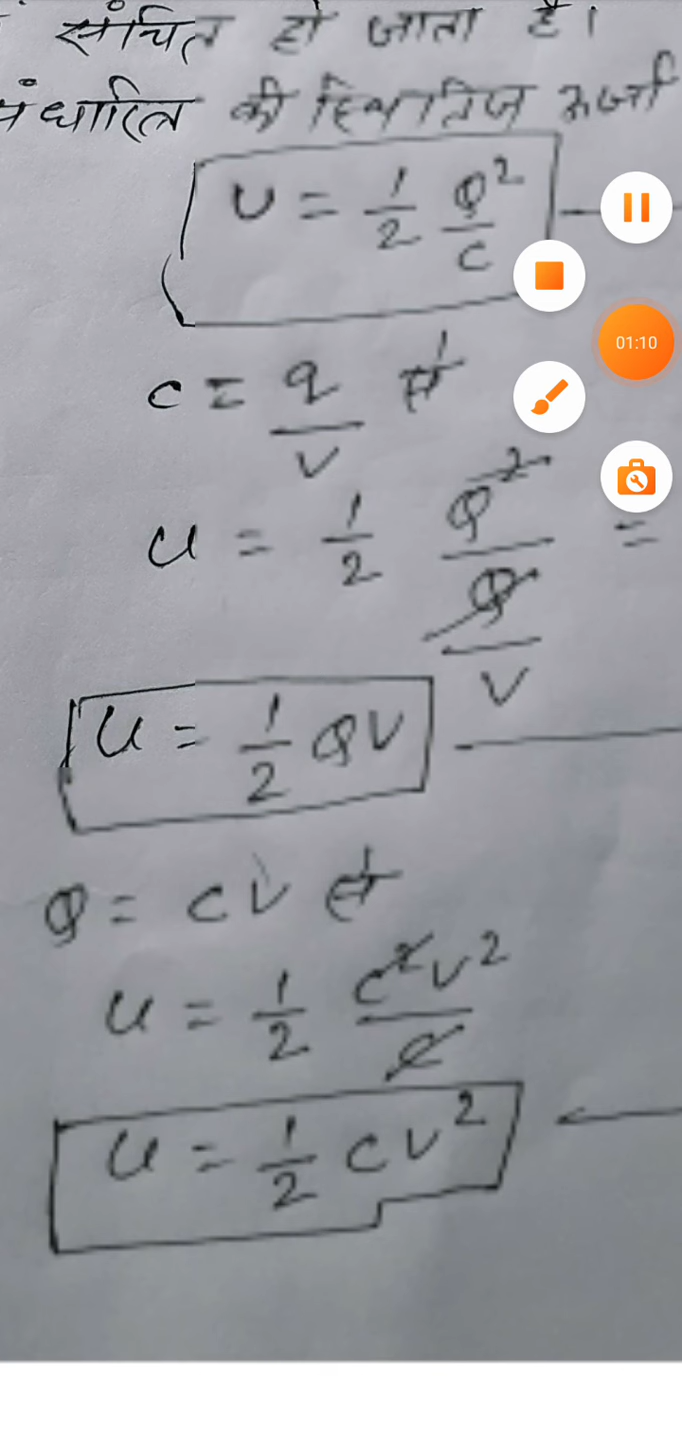 संचित हो जाता है।
संधारित की स्थितिज ऊर्जा
U = 1/2 Q²/C
01:10
C = q/V से
U = 1/2 Q²/(Q/V) =
U = 1/2 QV
Q = CV से
U = 1/2 C²V²/C
U = 1/2 CV²